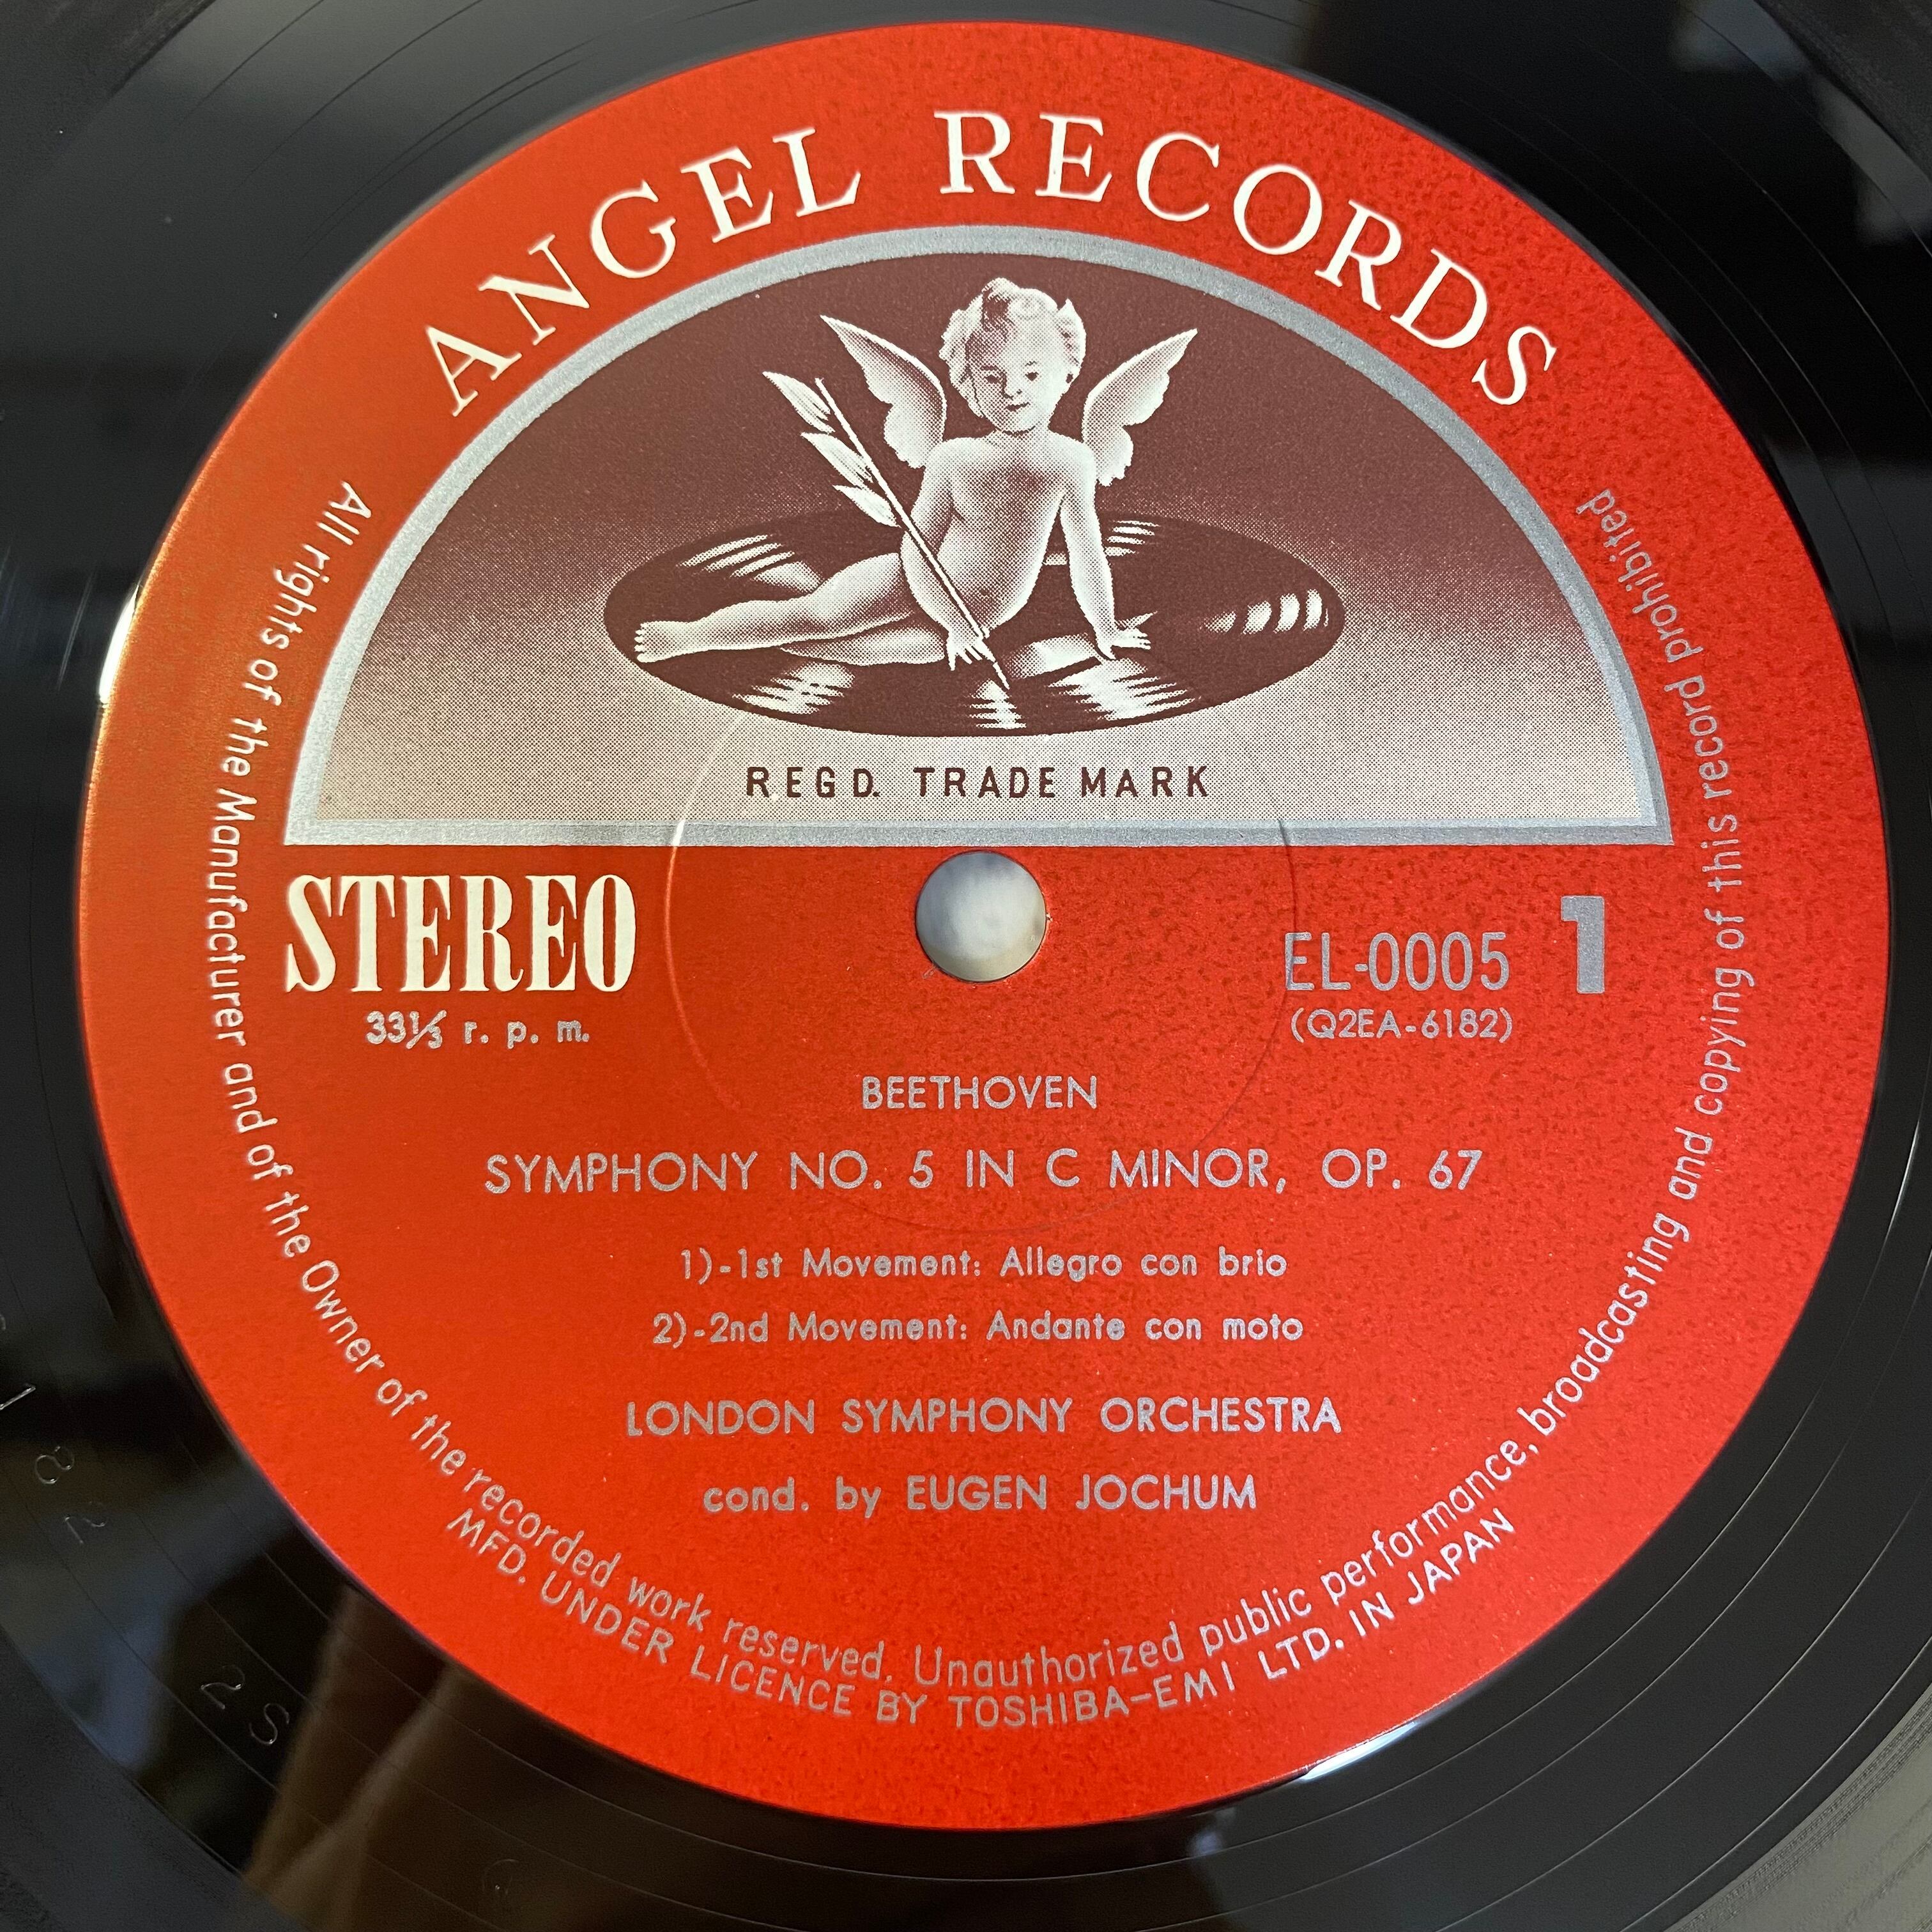 ANGEL RECORDS
REGD. TRADE MARK
STEREO
33⅓ r. p. m.
EL-0005
1
(Q2EA-6182)
BEETHOVEN
SYMPHONY NO. 5 IN C MINOR, OP. 67
1)-1st Movement: Allegro con brio
2)-2nd Movement: Andante con moto
LONDON SYMPHONY ORCHESTRA
cond. by EUGEN JOCHUM
All rights of the Manufacturer and of the Owner of the recorded work reserved. Unauthorized public performance, broadcasting and copying of this record prohibited
MFD. UNDER LICENCE BY TOSHIBA-EMI LTD. IN JAPAN
182
2S